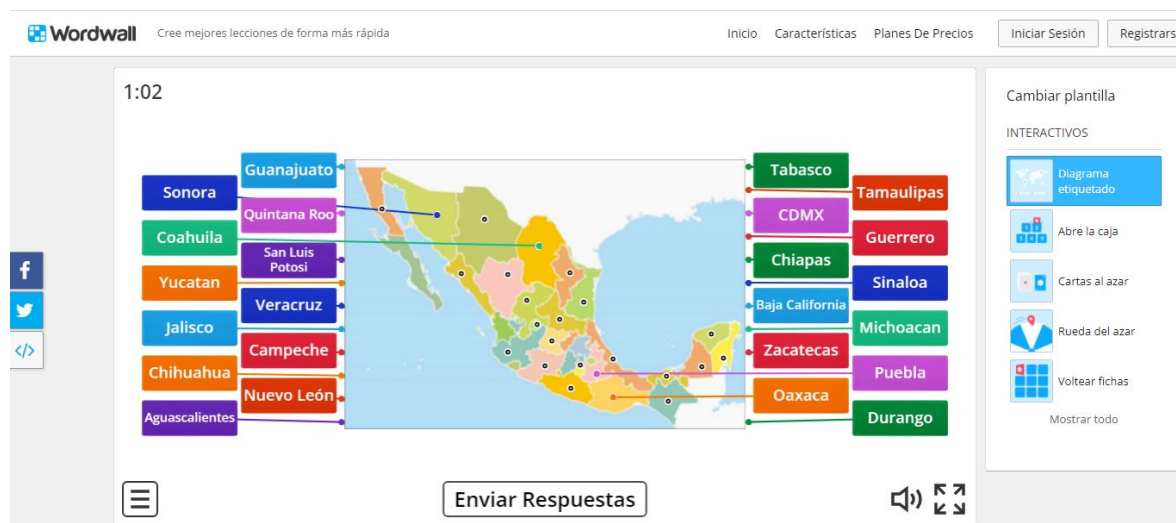 Wordwall Cree mejores lecciones de forma más rápida Inicio Características Planes De Precios Iniciar Sesión Registrars
1:02
Guanajuato
Sonora
Quintana Roo
Coahuila
San Luis
Potosi
Yucatan
Veracruz
Jalisco
Campeche
Chihuahua
Nuevo León
Aguascalientes
Tabasco
Tamaulipas
CDMX
Guerrero
Chiapas
Sinaloa
Baja California
Michoacan
Zacatecas
Puebla
Oaxaca
Durango
Enviar Respuestas
Cambiar plantilla
INTERACTIVOS
Diagrama
etiquetado
Abre la caja
Cartas al azar
Rueda del azar
Voltear fichas
Mostrar todo